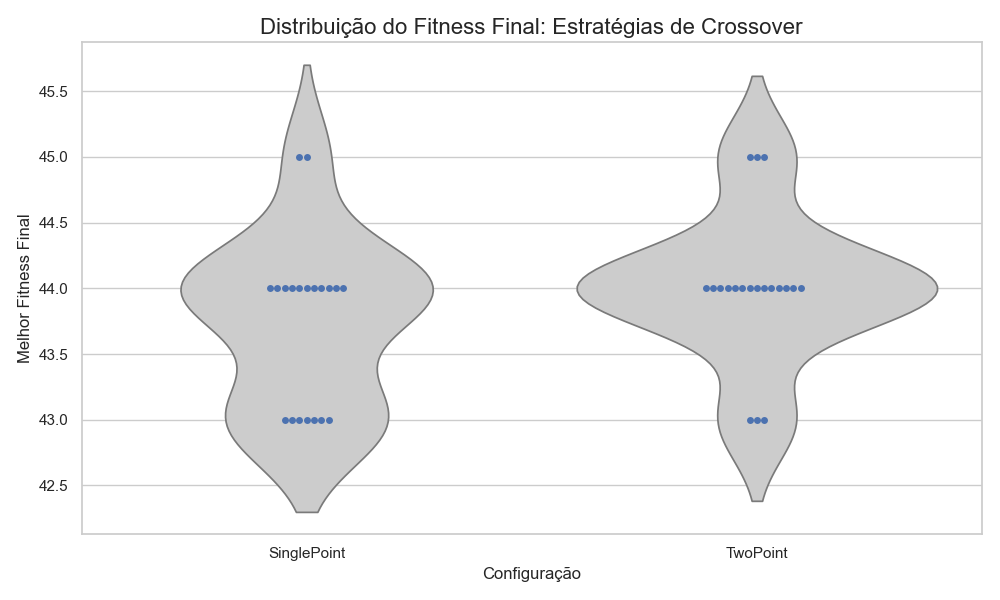 Distribuição do Fitness Final: Estratégias de Crossover
Melhor Fitness Final
45.5
45.0
44.5
44.0
43.5
43.0
42.5
SinglePoint
TwoPoint
Configuração